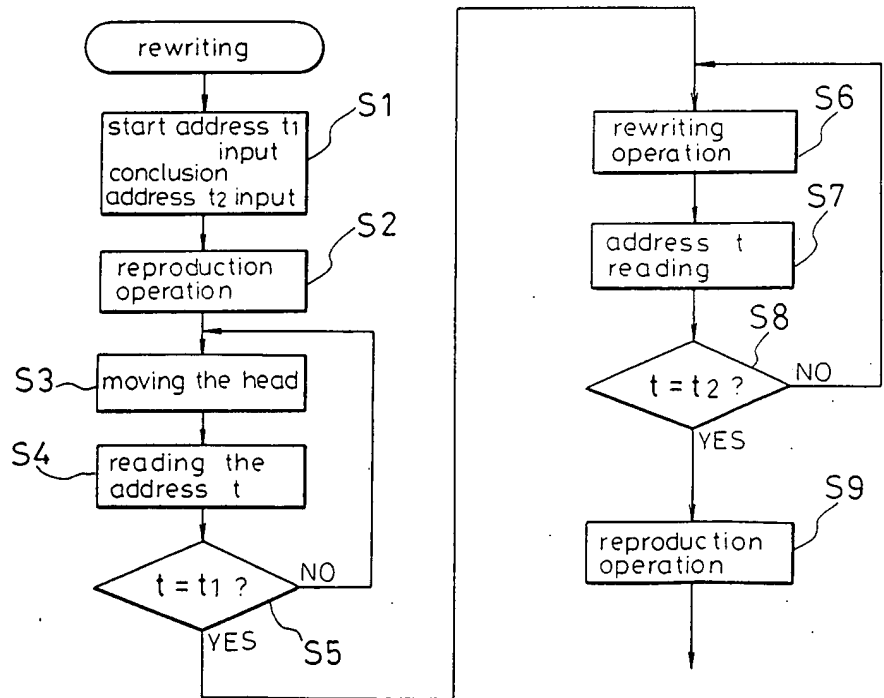 rewriting
S1
start address t1
input
conclusion
address t2 input
S2
reproduction
operation
S3
moving the head
S4
reading the
address t
t = t1 ?
NO
YES
S5
S6
rewriting
operation
S7
address t
reading
S8
t = t2 ?
NO
YES
S9
reproduction
operation